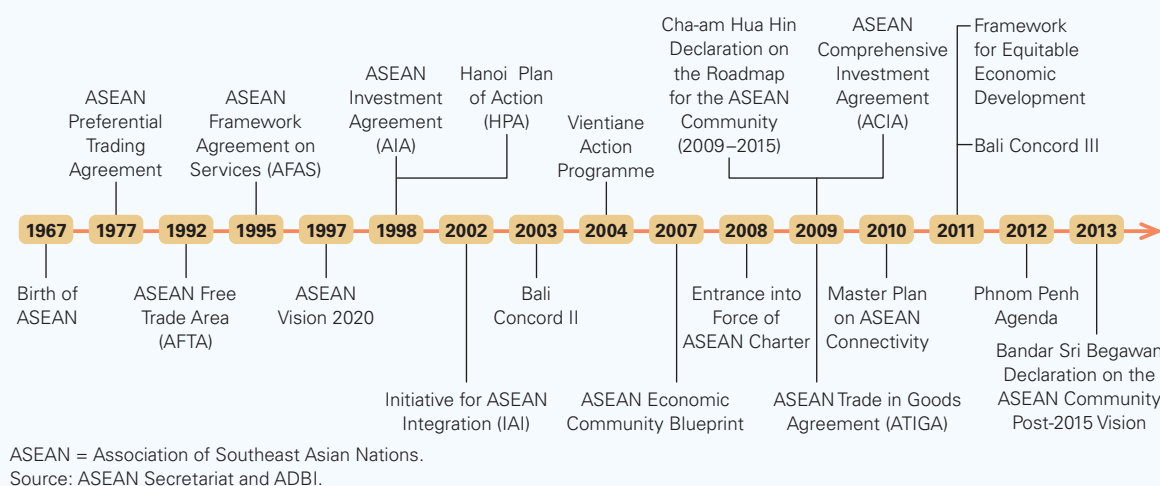 ASEAN
Preferential
Trading
Agreement
ASEAN
Framework
Agreement on
Services (AFAS)
ASEAN
Investment
Agreement
(AIA)
Hanoi Plan
of Action
(HPA)
Vientiane
Action
Programme
Cha-am Hua Hin
Declaration on
the Roadmap
for the ASEAN
Community
(2009–2015)
ASEAN
Comprehensive
Investment
Agreement
(ACIA)
Framework
for Equitable
Economic
Development
Bali Concord III
1967 1977 1992 1995 1997 1998 2002 2003 2004 2007 2008 2009 2010 2011 2012 2013
Birth of
ASEAN
ASEAN Free
Trade Area
(AFTA)
ASEAN
Vision 2020
Initiative for ASEAN
Integration (IAI)
Bali
Concord II
ASEAN Economic
Community Blueprint
Entrance into
Force of
ASEAN Charter
ASEAN Trade in Goods
Agreement (ATIGA)
Master Plan
on ASEAN
Connectivity
Phnom Penh
Agenda
Bandar Sri Begawan
Declaration on the
ASEAN Community
Post-2015 Vision
ASEAN = Association of Southeast Asian Nations.
Source: ASEAN Secretariat and ADBI.